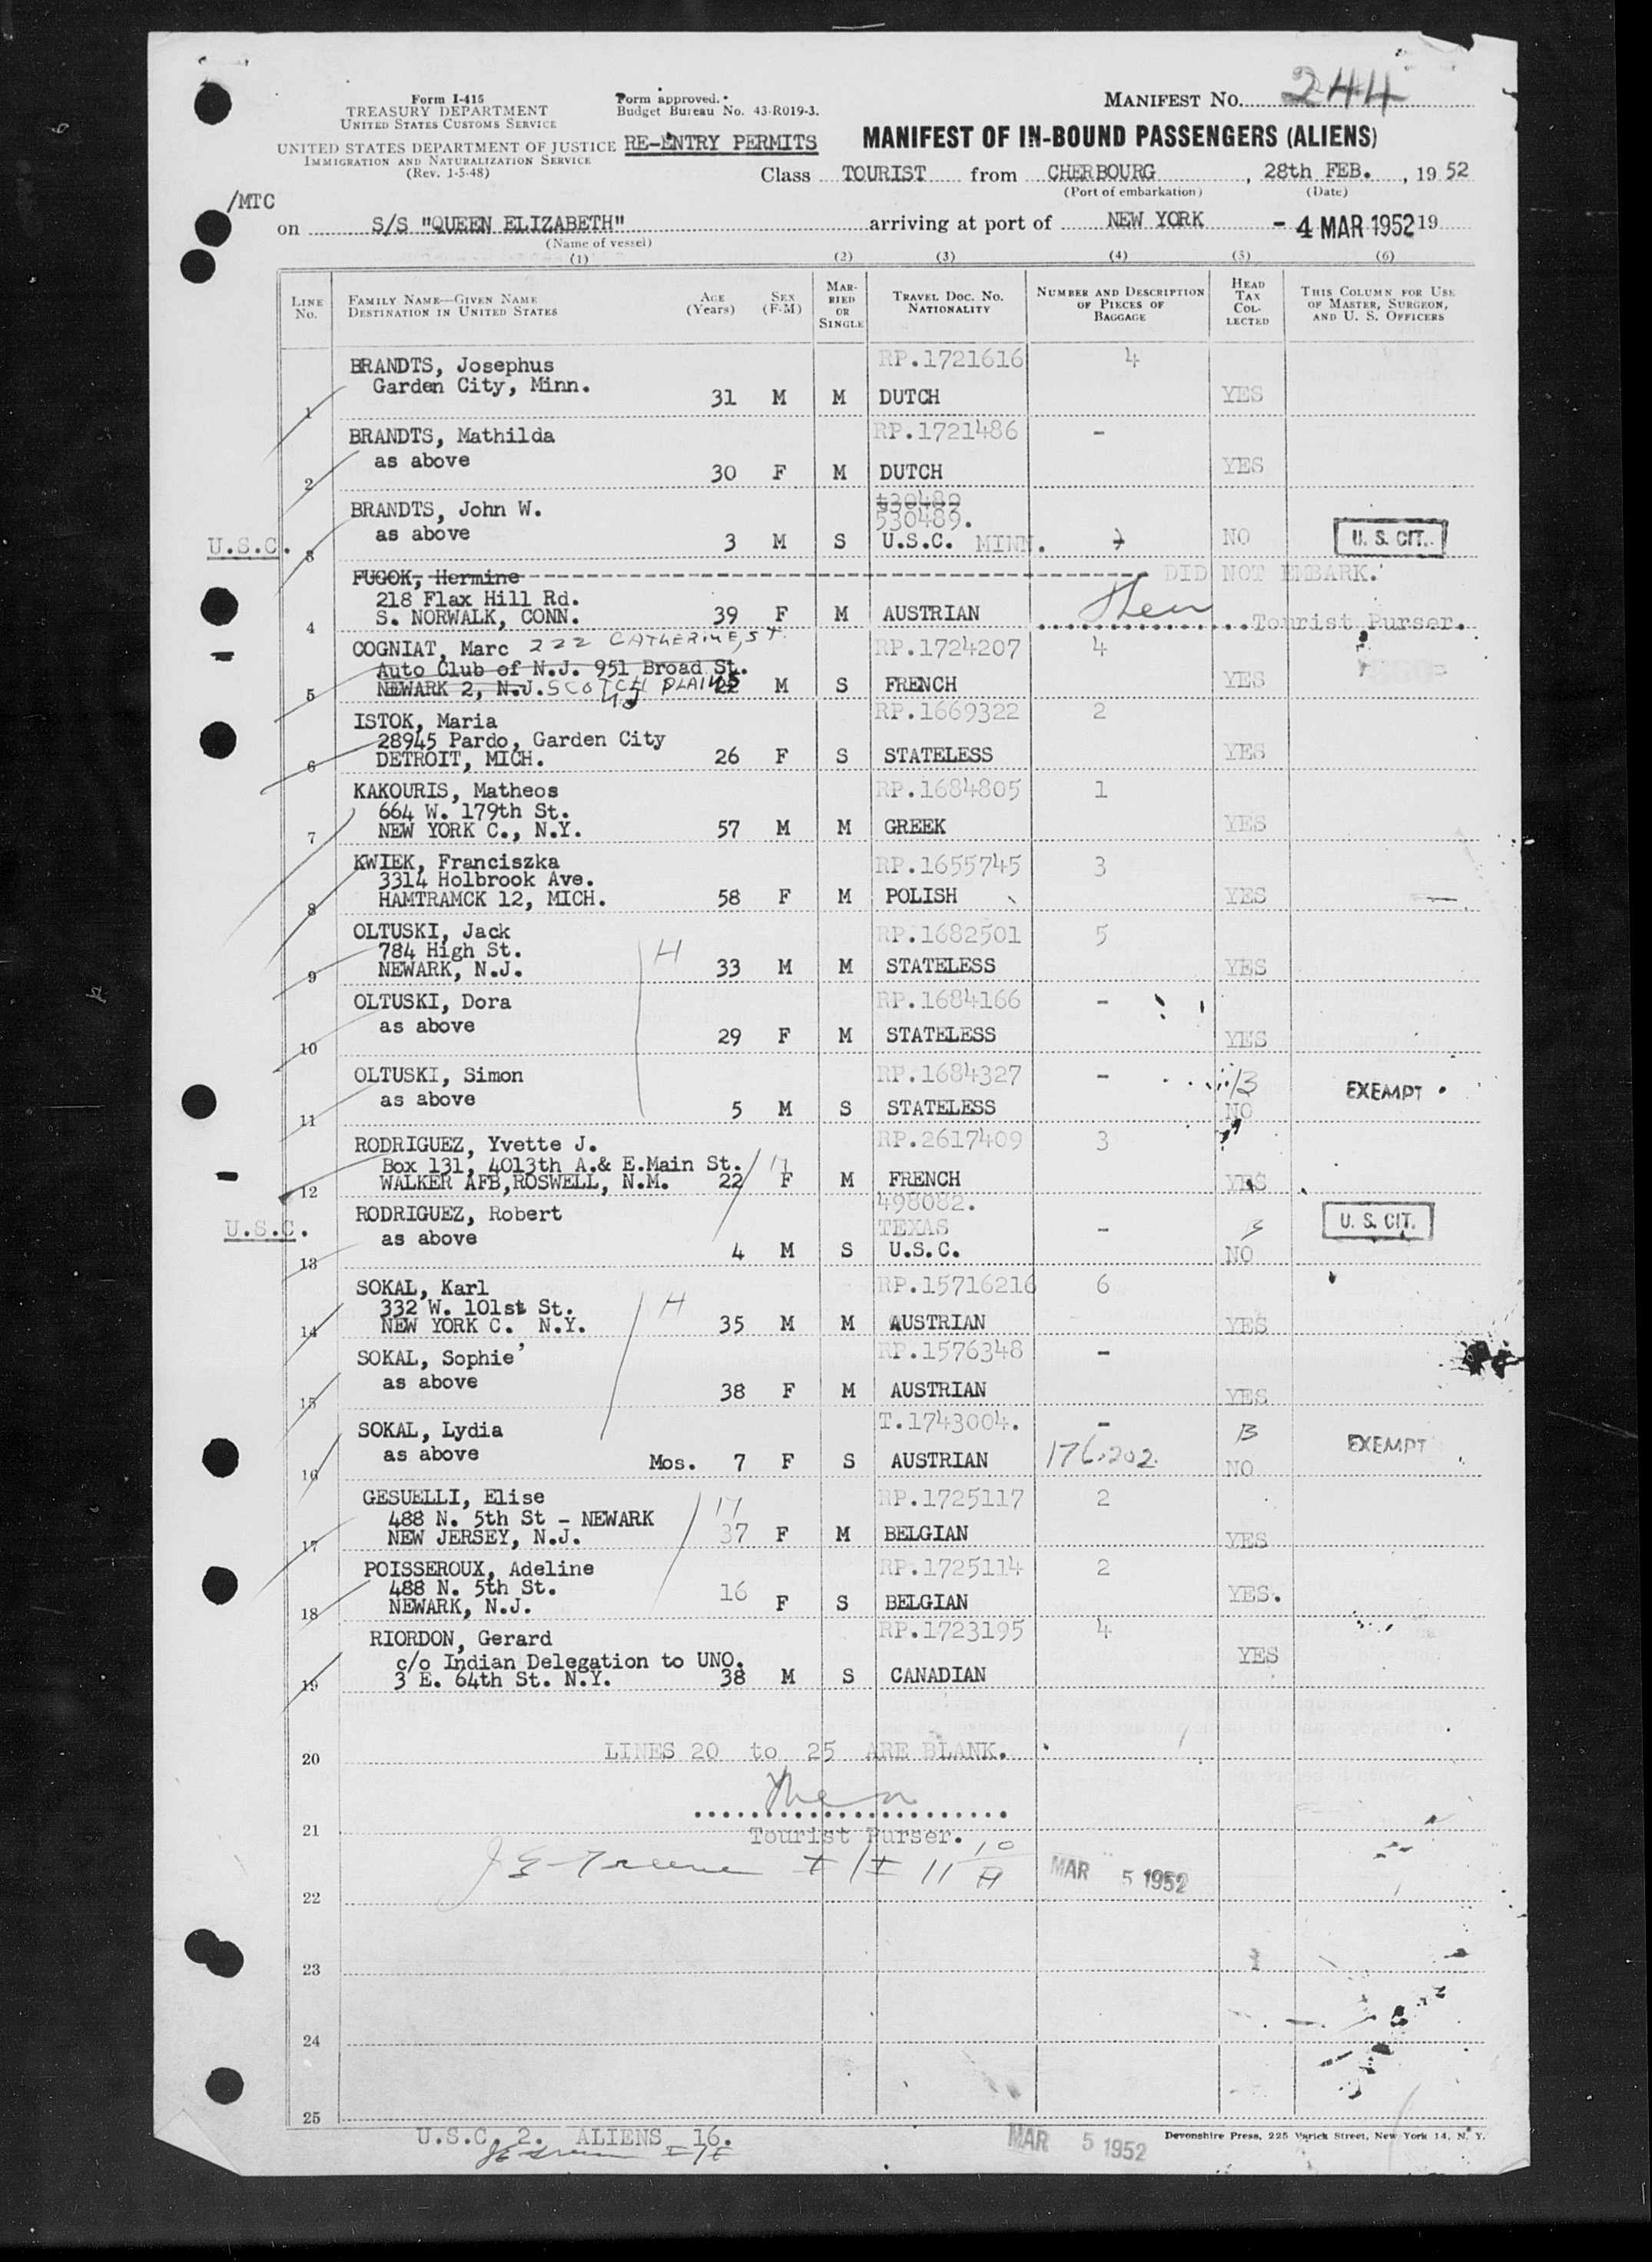 MANIFEST NO. 244
Form I-415
TREASURY DEPARTMENT
UNITED STATES CUSTOMS SERVICE
UNITED STATES DEPARTMENT OF JUSTICE
IMMIGRATION AND NATURALIZATION SERVICE
(Rev. 1-5-48)
Form approved.
Budget Bureau No. 43-R019-3.
RE-ENTRY PERMITS
MANIFEST OF IN-BOUND PASSENGERS (ALIENS)
Class TOURIST from CHERBOURG, 28th FEB., 19 52
(Port of embarkation) (Date)
/MTC
on S/S "QUEEN ELIZABETH" arriving at port of NEW YORK - 4 MAR 1952 19
(Name of vessel)
(1) (2) (3) (4) (5) (6)
LINE No. FAMILY NAME—GIVEN NAME DESTINATION IN UNITED STATES AGE (Years) SEX (F-M) MARRIED OR SINGLE TRAVEL DOC. NO. NATIONALITY NUMBER AND DESCRIPTION OF PIECES OF BAGGAGE HEAD TAX COLLECTED THIS COLUMN FOR USE OF MASTER, SURGEON, AND U. S. OFFICERS
BRANDTS, Josephus RP.1721616 4
Garden City, Minn.
1 31 M M DUTCH YES
BRANDTS, Mathilda RP.1721486 -
as above
2 30 F M DUTCH YES
BRANDTS, John W. 530489.
as above
U.S.C. 3 3 M S U.S.C. MINN. NO U. S. CIT.
FUGOK, Hermine DID NOT EMBARK.
218 Flax Hill Rd.
4 S. NORWALK, CONN. 39 F M AUSTRIAN Tourist Purser.
COGNIAT, Marc 222 CATHERINE, ST. RP.1724207 4
Auto Club of N.J. 951 Broad St.
5 NEWARK 2, N.J. SCOTCH PLAINS NJ 22 M S FRENCH YES
ISTOK, Maria RP.1669322 2
28945 Pardo, Garden City
6 DETROIT, MICH. 26 F S STATELESS YES
KAKOURIS, Matheos RP.1684805 1
664 W. 179th St.
7 NEW YORK C., N.Y. 57 M M GREEK YES
KWIEK, Franciszka RP.1655745 3
3314 Holbrook Ave.
8 HAMTRAMCK 12, MICH. 58 F M POLISH YES
OLTUSKI, Jack H RP.1682501 5
784 High St.
9 NEWARK, N.J. 33 M M STATELESS YES
OLTUSKI, Dora RP.1684166 -
as above
10 29 F M STATELESS YES
OLTUSKI, Simon RP.1684327 - B EXEMPT
as above
11 5 M S STATELESS NO
RODRIGUEZ, Yvette J. RP.2617409 3
Box 131, 4013th A.& E.Main St. 17
12 WALKER AFB, ROSWELL, N.M. 22 F M FRENCH YES
RODRIGUEZ, Robert 498082.
U.S.C. as above TEXAS - U. S. CIT.
13 4 M S U.S.C. NO
SOKAL, Karl H RP.15716216 6
332 W. 101st St.
14 NEW YORK C. N.Y. 35 M M AUSTRIAN YES
SOKAL, Sophie RP.1576348 -
as above
15 38 F M AUSTRIAN YES
SOKAL, Lydia T.1743004. - B EXEMPT
as above
16 Mos. 7 F S AUSTRIAN 176.202 NO
GESUELLI, Elise 17 RP.1725117 2
488 N. 5th St - NEWARK
17 NEW JERSEY, N.J. 37 F M BELGIAN YES
POISSEROUX, Adeline RP.1725114 2
488 N. 5th St.
18 NEWARK, N.J. 16 F S BELGIAN YES.
RIORDON, Gerard RP.1723195 4
c/o Indian Delegation to UNO.
19 3 E. 64th St. N.Y. 38 M S CANADIAN YES
20 LINES 20 to 25 ARE BLANK.
21 Tourist Purser.
MAR 5 1952
22
23
24
25
U.S.C. 2. ALIENS 16. MAR 5 1952
Devonshire Press, 225 Varick Street, New York 14, N. Y.